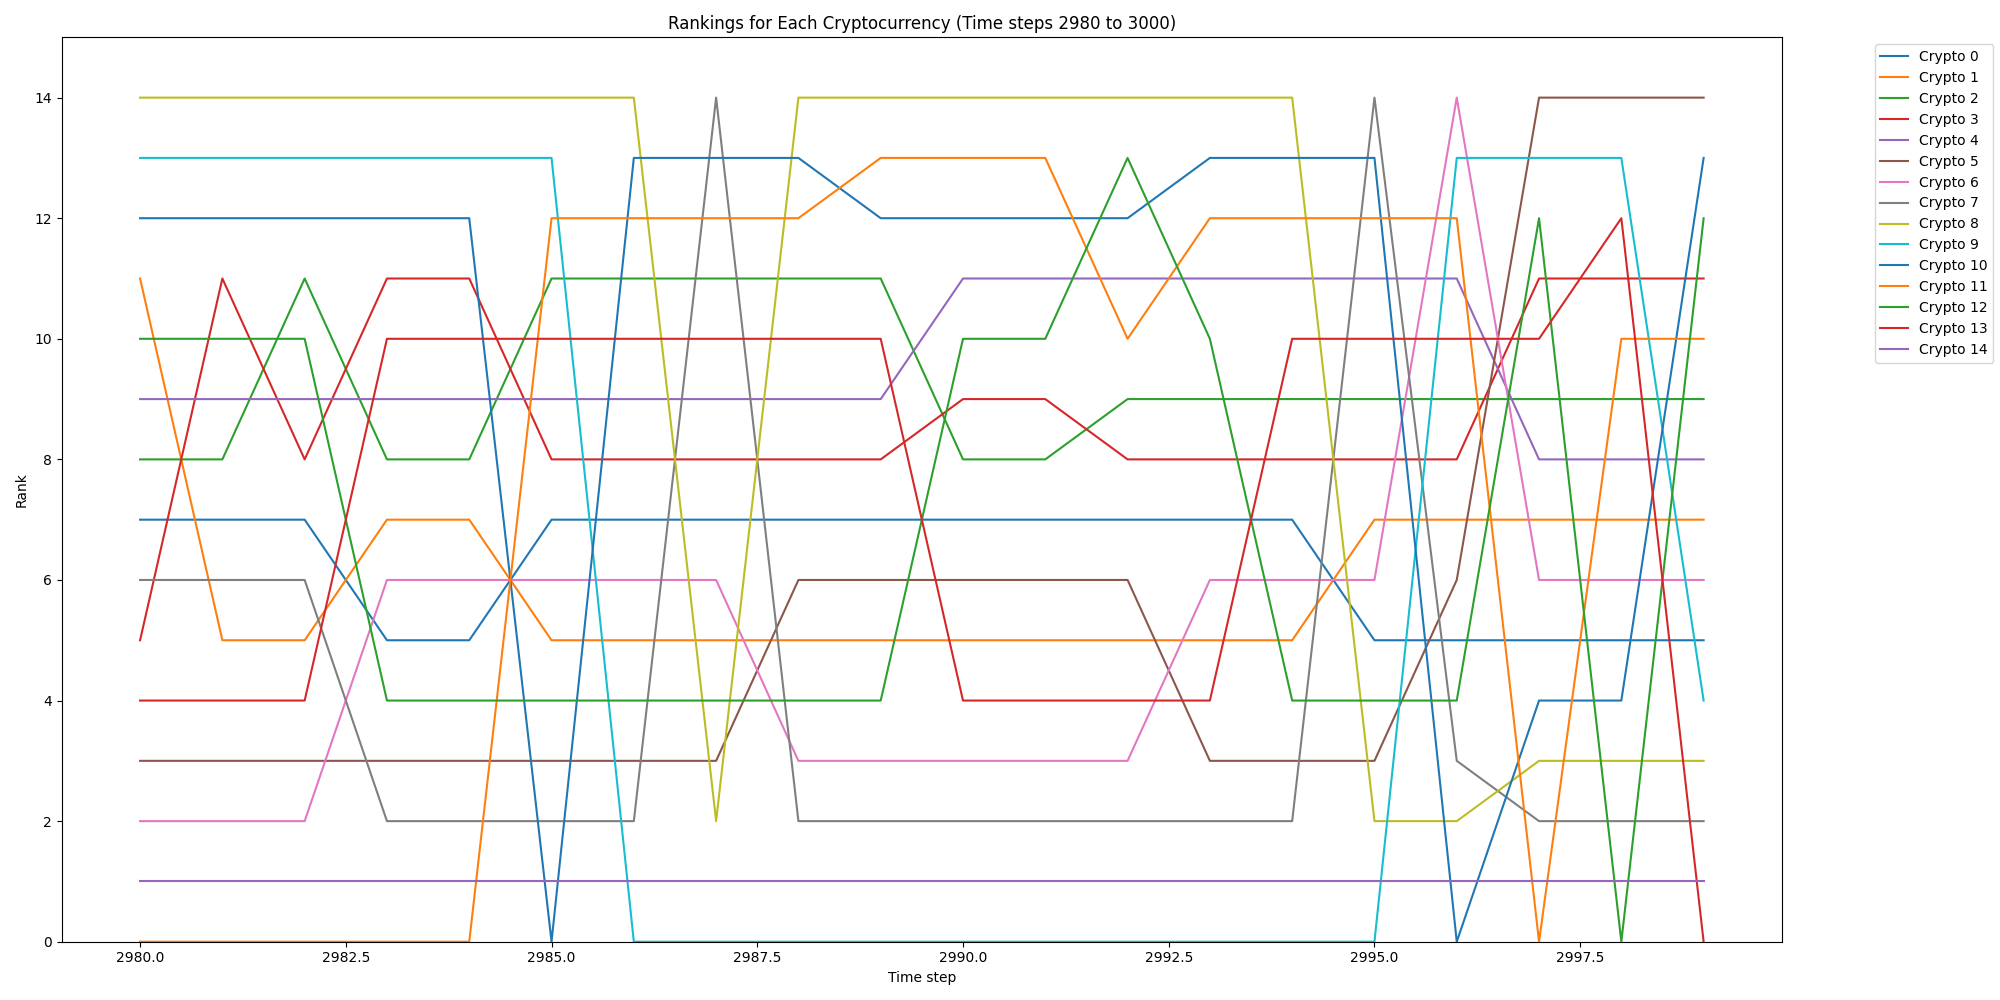 Rankings for Each Cryptocurrency (Time steps 2980 to 3000)
Rank
14
12
10
8
6
4
2
0
2980.0 2982.5 2985.0 2987.5 2990.0 2992.5 2995.0 2997.5
Time step
Crypto 0
Crypto 1
Crypto 2
Crypto 3
Crypto 4
Crypto 5
Crypto 6
Crypto 7
Crypto 8
Crypto 9
Crypto 10
Crypto 11
Crypto 12
Crypto 13
Crypto 14